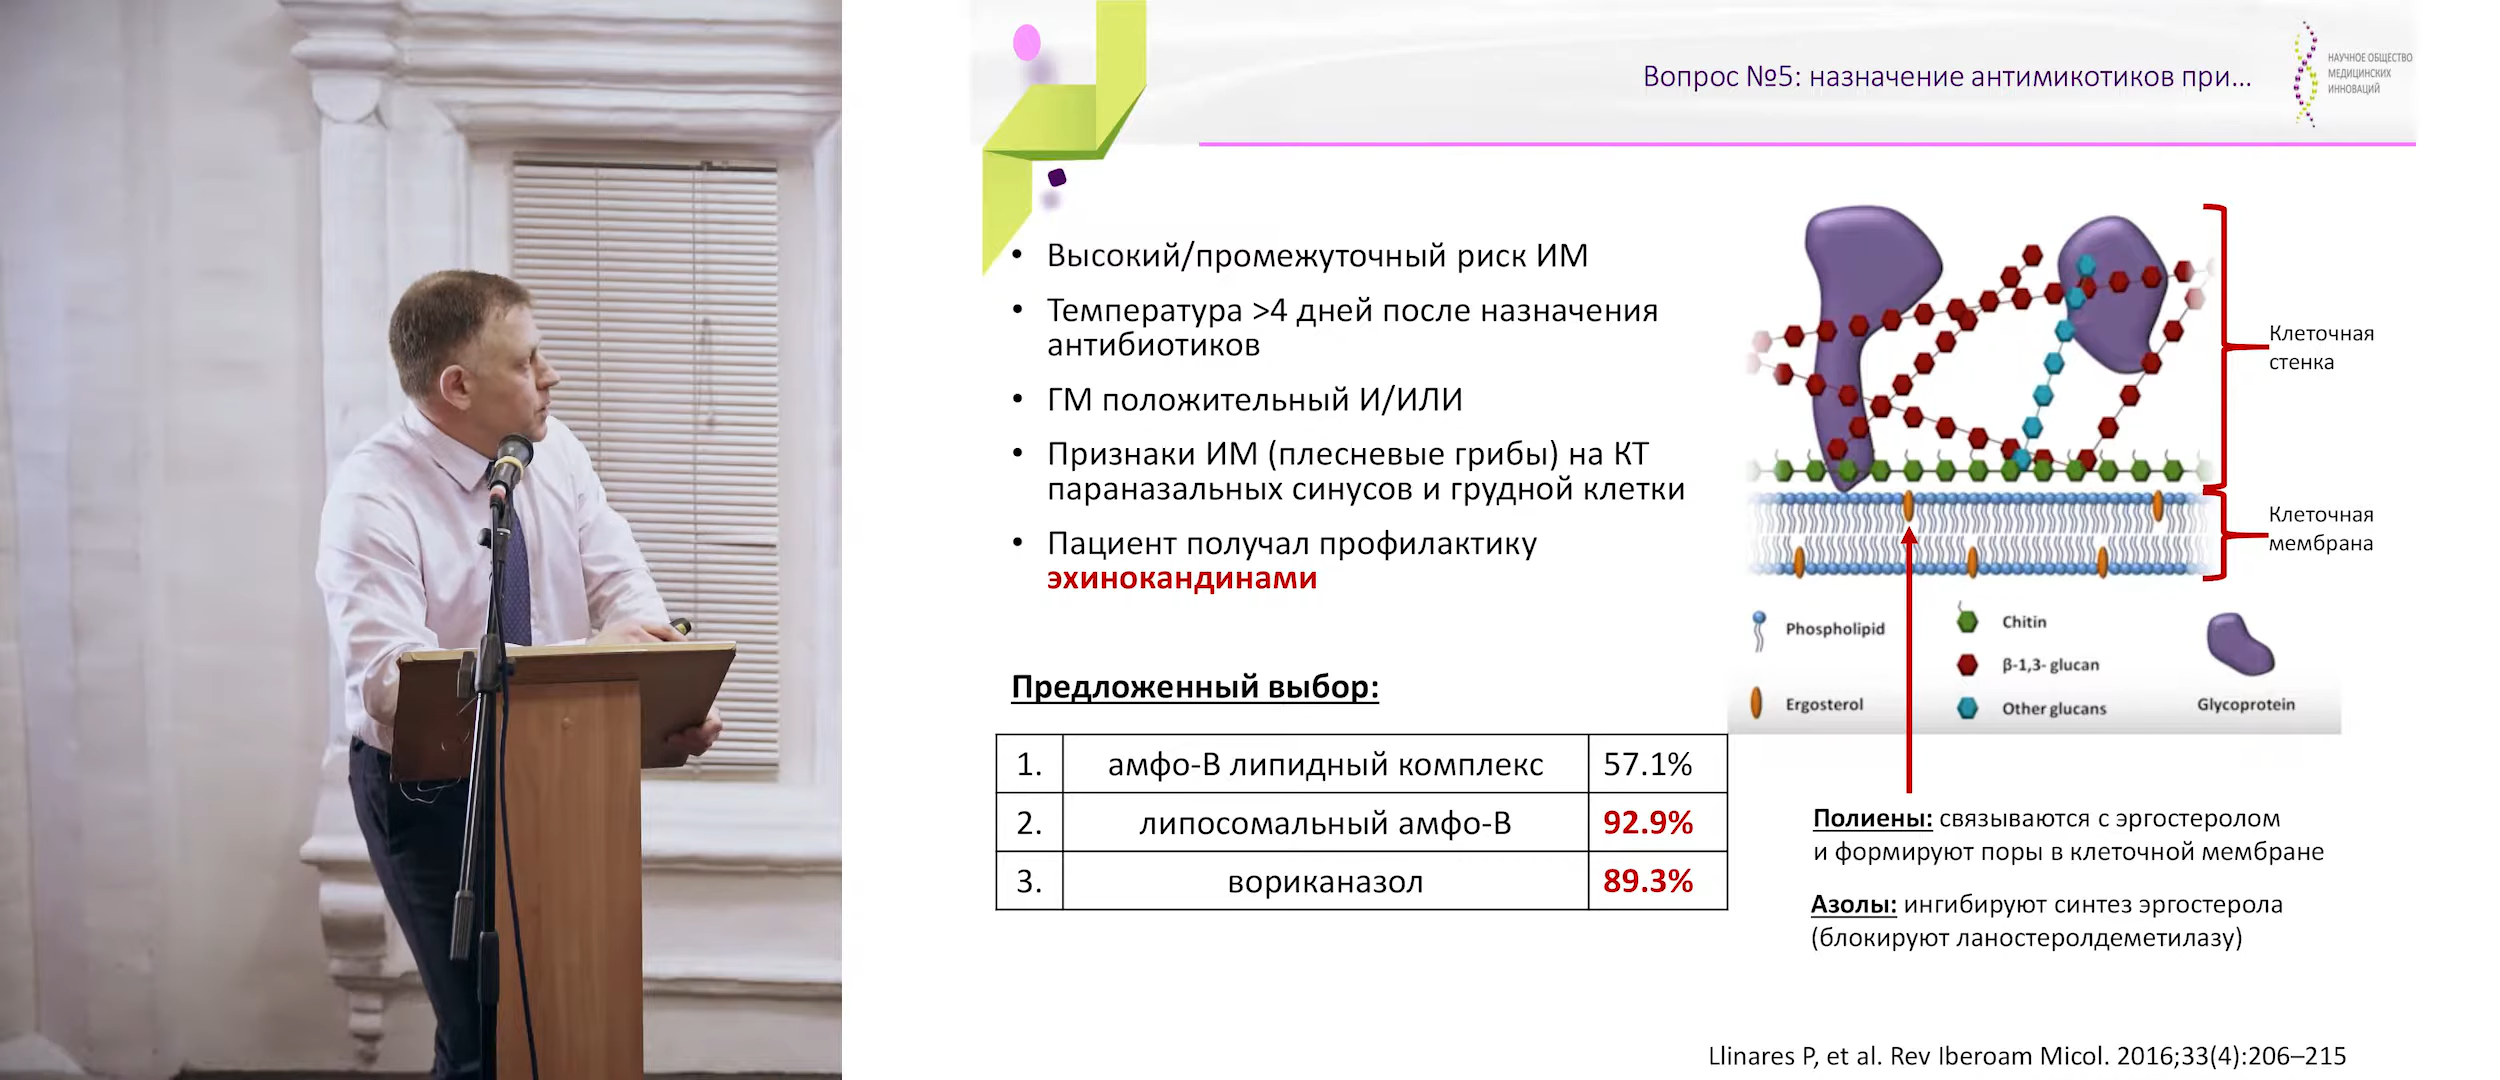 Вопрос №5: назначение антимикотиков при...
НАУЧНОЕ ОБЩЕСТВО
МЕДИЦИНСКИХ
ИННОВАЦИЙ
• Высокий/промежуточный риск ИМ
• Температура >4 дней после назначения
антибиотиков
• ГМ положительный И/ИЛИ
• Признаки ИМ (плесневые грибы) на КТ
параназальных синусов и грудной клетки
• Пациент получал профилактику
эхинокандинами
Предложенный выбор:
1. амфо-В липидный комплекс 57.1%
2. липосомальный амфо-В 92.9%
3. вориканазол 89.3%
Клеточная
стенка
Клеточная
мембрана
Phospholipid
Ergosterol
Chitin
β-1,3- glucan
Other glucans
Glycoprotein
Полиены: связываются с эргостеролом
и формируют поры в клеточной мембране
Азолы: ингибируют синтез эргостерола
(блокируют ланостеролдеметилазу)
Llinares P, et al. Rev Iberoam Micol. 2016;33(4):206–215